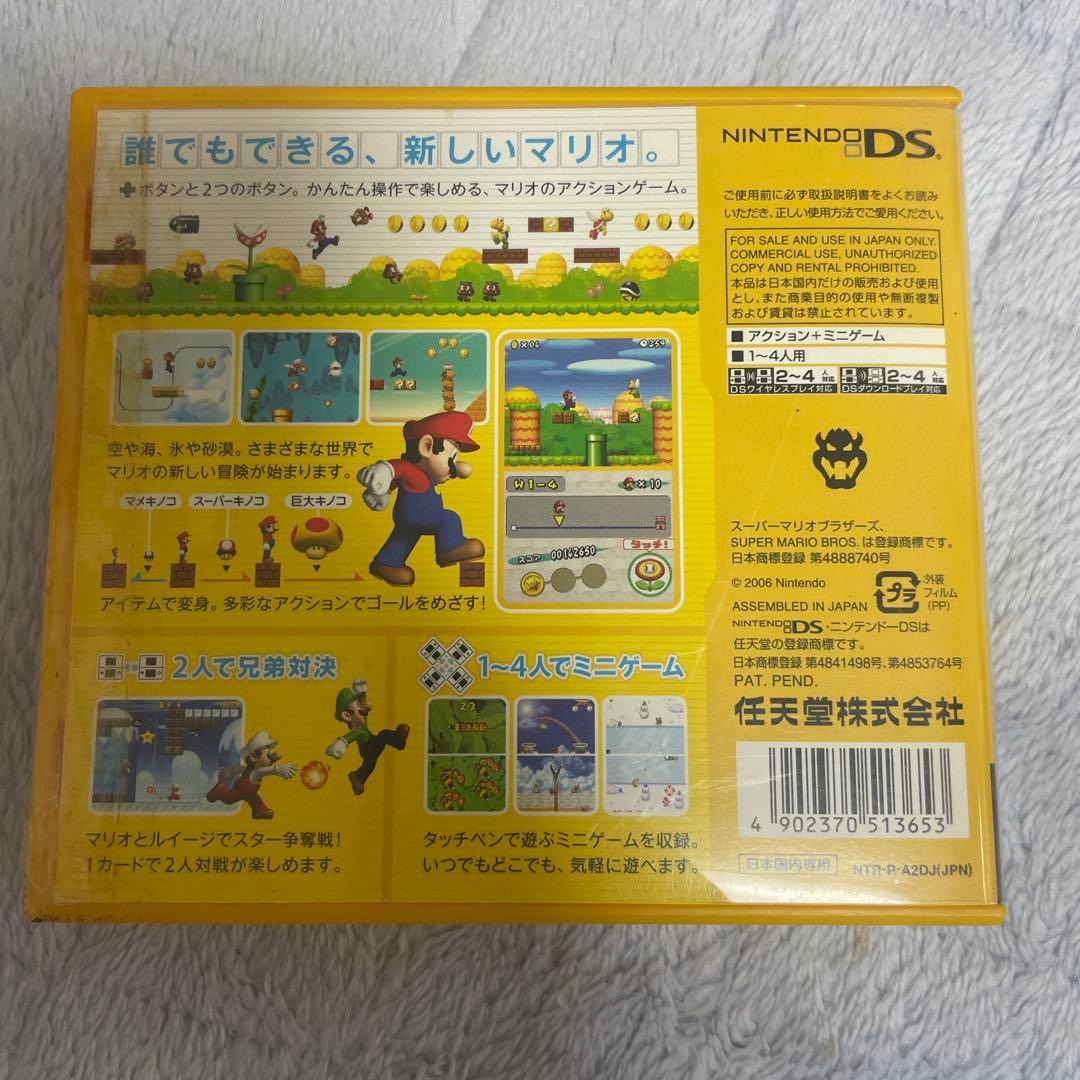 誰でもできる、新しいマリオ。
✚ボタンと2つのボタン。かんたん操作で楽しめる、マリオのアクションゲーム。
空や海、氷や砂漠。さまざまな世界で
マリオの新しい冒険が始まります。
マメキノコ スーパーキノコ 巨大キノコ
アイテムで変身。多彩なアクションでゴールをめざす!
×04 359
W1-4 ×10
タッチ!
スコア 00142650
2人で兄弟対決
マリオとルイージでスター争奪戦!
1カードで2人対戦が楽しめます。
1〜4人でミニゲーム
23
タッチペンで遊ぶミニゲームを収録。
いつでもどこでも、気軽に遊べます。
NINTENDO DS
ご使用前に必ず取扱説明書をよくお読み
いただき、正しい使用方法でご愛用ください。
FOR SALE AND USE IN JAPAN ONLY.
COMMERCIAL USE, UNAUTHORIZED
COPY AND RENTAL PROHIBITED.
本品は日本国内だけの販売および使用
とし、また商業目的の使用や無断複製
および賃貸は禁止されています。
■ アクション+ミニゲーム
■ 1〜4人用
2〜4人対応 2〜4人対応
DSワイヤレスプレイ対応 DSダウンロードプレイ対応
スーパーマリオブラザーズ、
SUPER MARIO BROS. は登録商標です。
日本商標登録 第4888740号
© 2006 Nintendo
ASSEMBLED IN JAPAN
プラ
:外装
フィルム
(PP)
NINTENDO DS・ニンテンドーDSは
任天堂の登録商標です。
日本商標登録 第4841498号、第4853764号
PAT. PEND.
任天堂株式会社
4 902370 513653
日本国内専用
NTR-P-A2DJ(JPN)